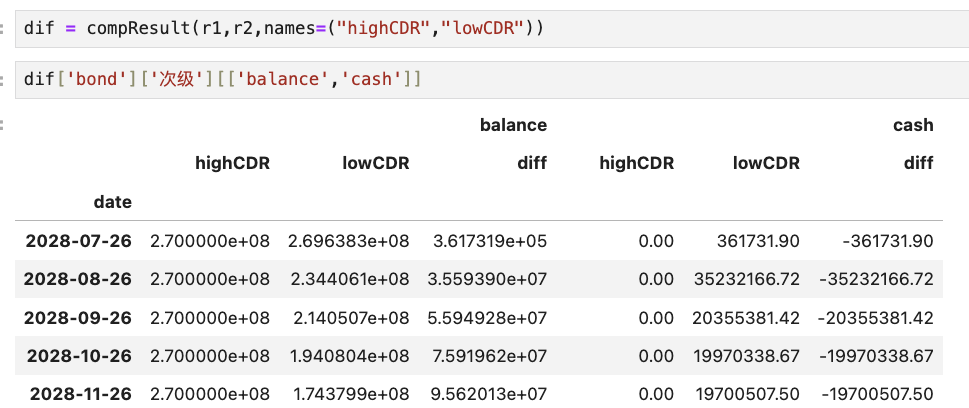 dif = compResult(r1,r2,names=("highCDR","lowCDR"))
dif['bond']['次级'][['balance','cash']]
balance cash
highCDR lowCDR diff highCDR lowCDR diff
date
2028-07-26 2.700000e+08 2.696383e+08 3.617319e+05 0.00 361731.90 -361731.90
2028-08-26 2.700000e+08 2.344061e+08 3.559390e+07 0.00 35232166.72 -35232166.72
2028-09-26 2.700000e+08 2.140507e+08 5.594928e+07 0.00 20355381.42 -20355381.42
2028-10-26 2.700000e+08 1.940804e+08 7.591962e+07 0.00 19970338.67 -19970338.67
2028-11-26 2.700000e+08 1.743799e+08 9.562013e+07 0.00 19700507.50 -19700507.50